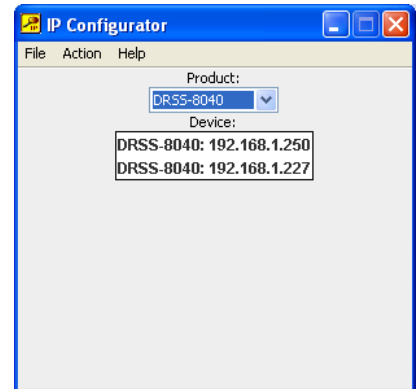 IP Configurator
File Action Help
Product:
DRSS-8040
Device:
DRSS-8040: 192.168.1.250
DRSS-8040: 192.168.1.227